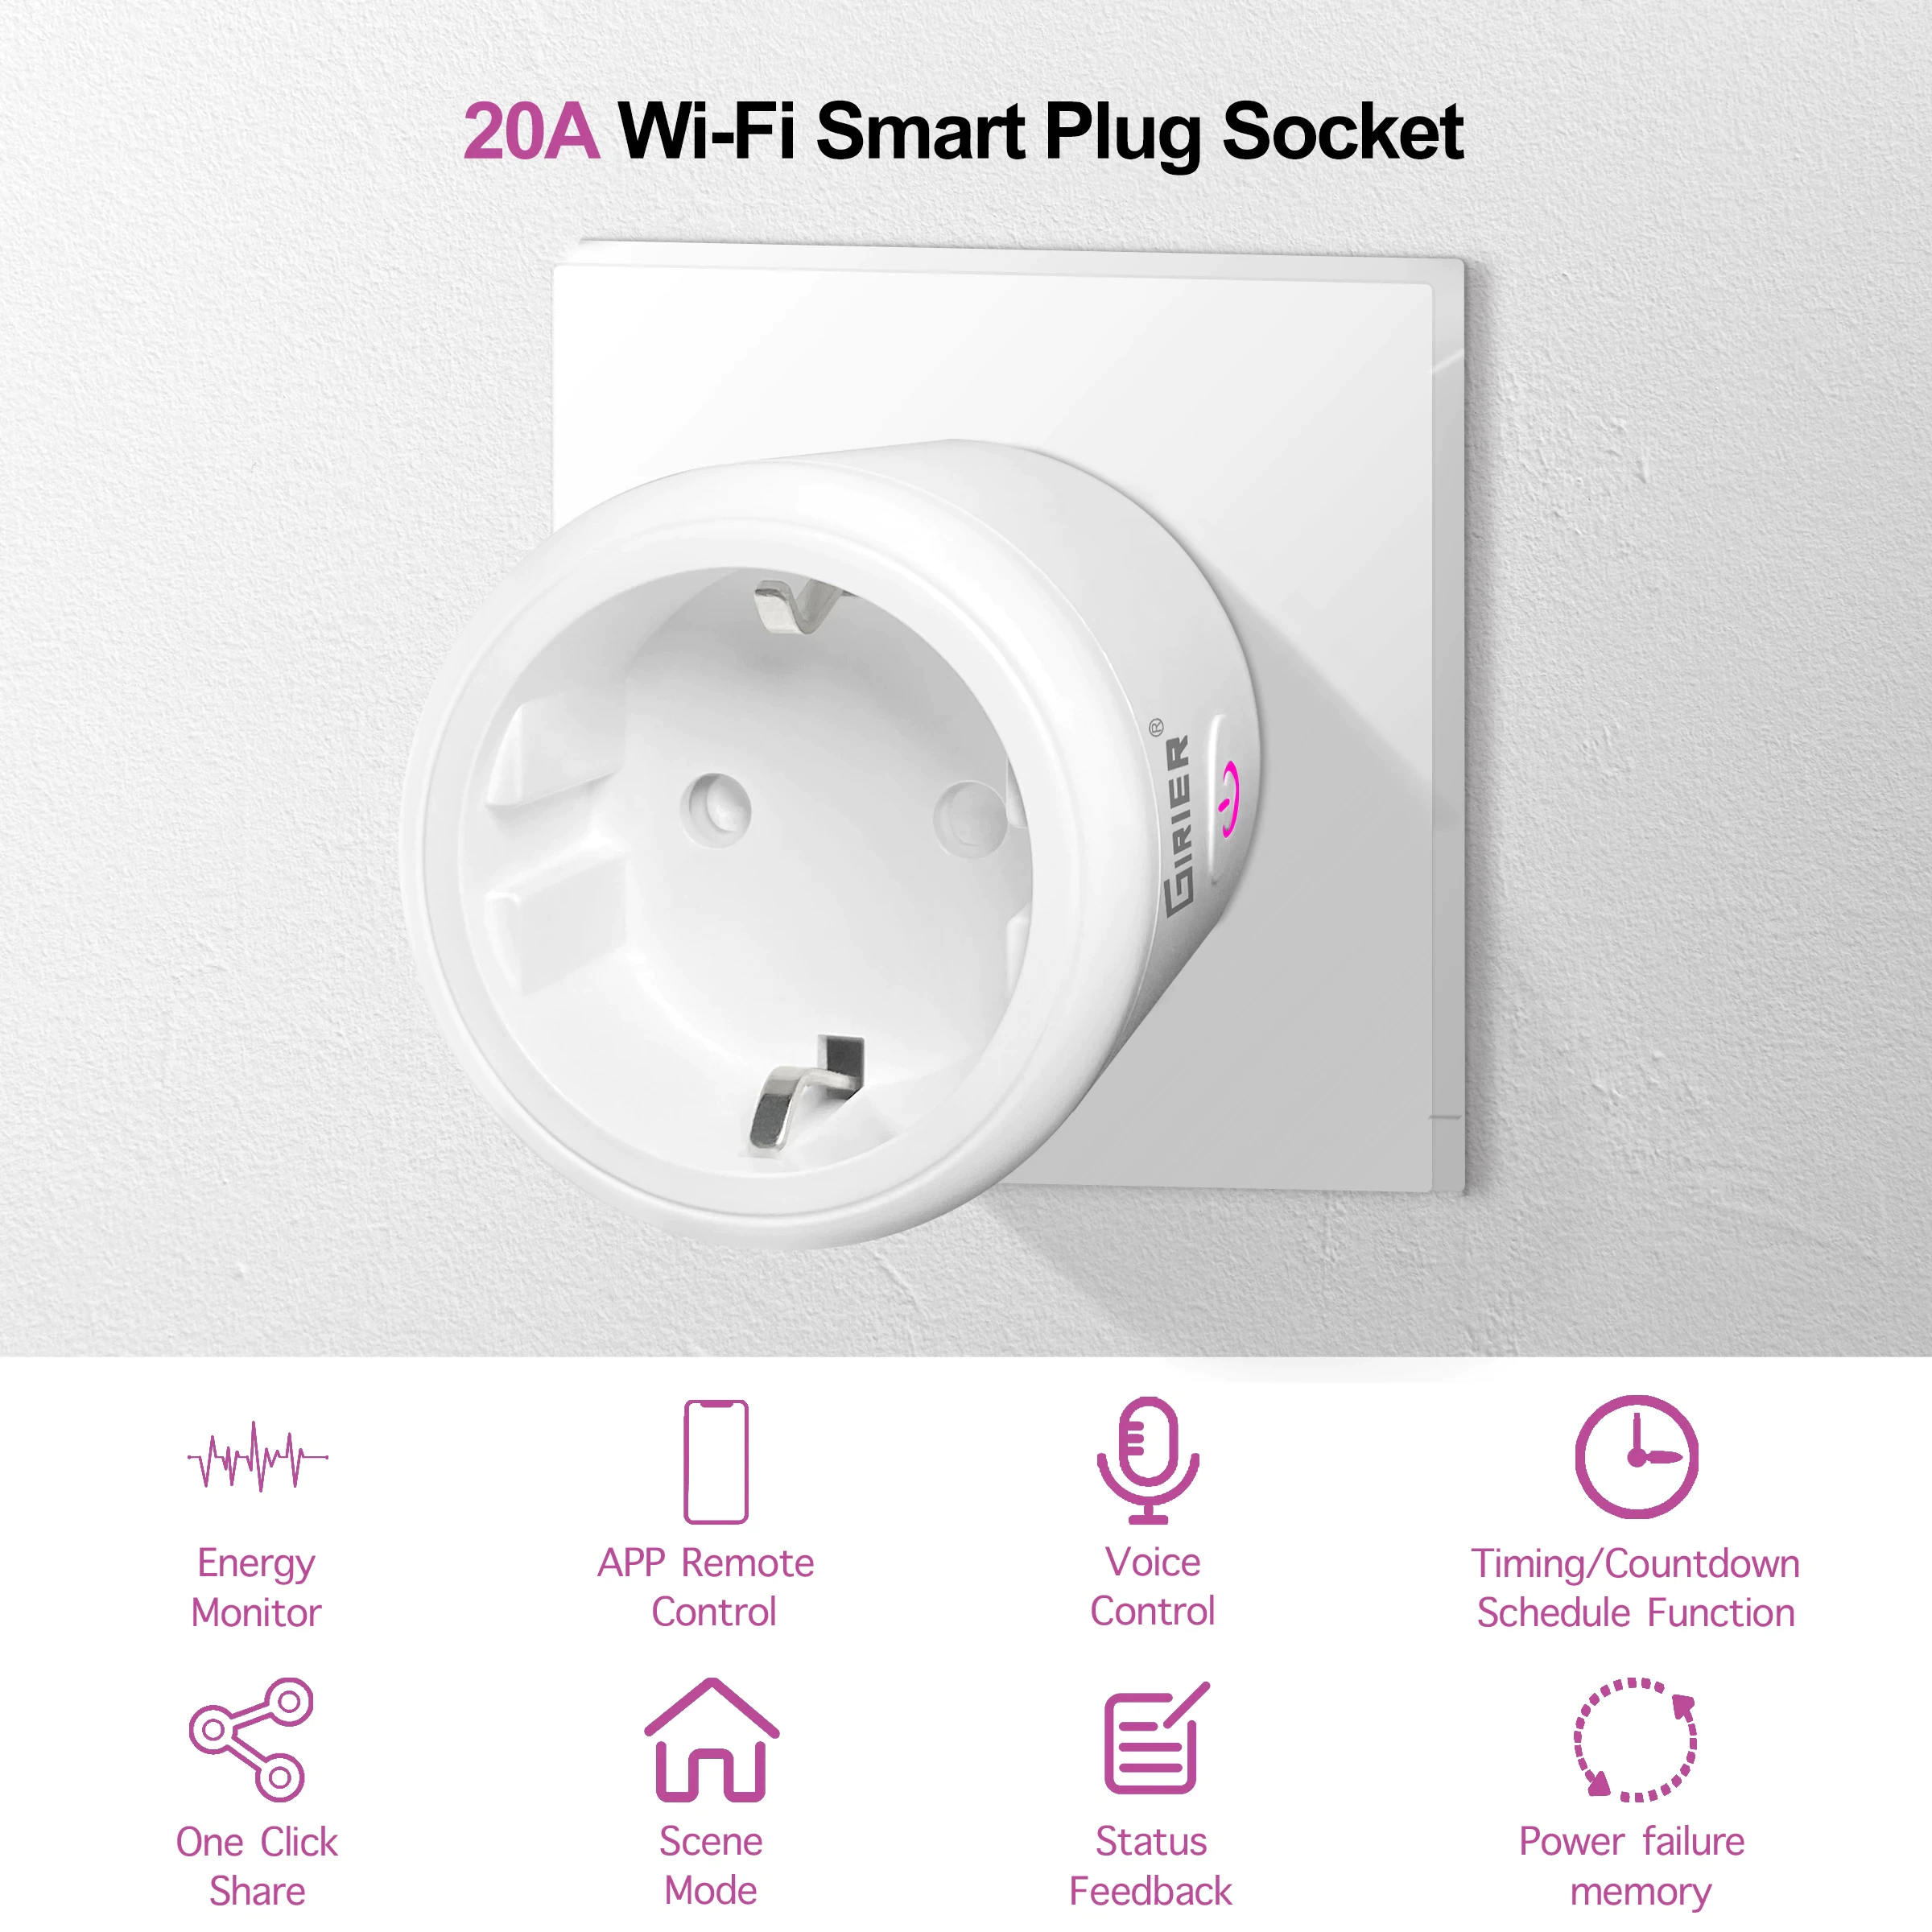 20A Wi-Fi Smart Plug Socket
GIRIER®
Energy
Monitor
APP Remote
Control
Voice
Control
Timing/Countdown
Schedule Function
One Click
Share
Scene
Mode
Status
Feedback
Power failure
memory